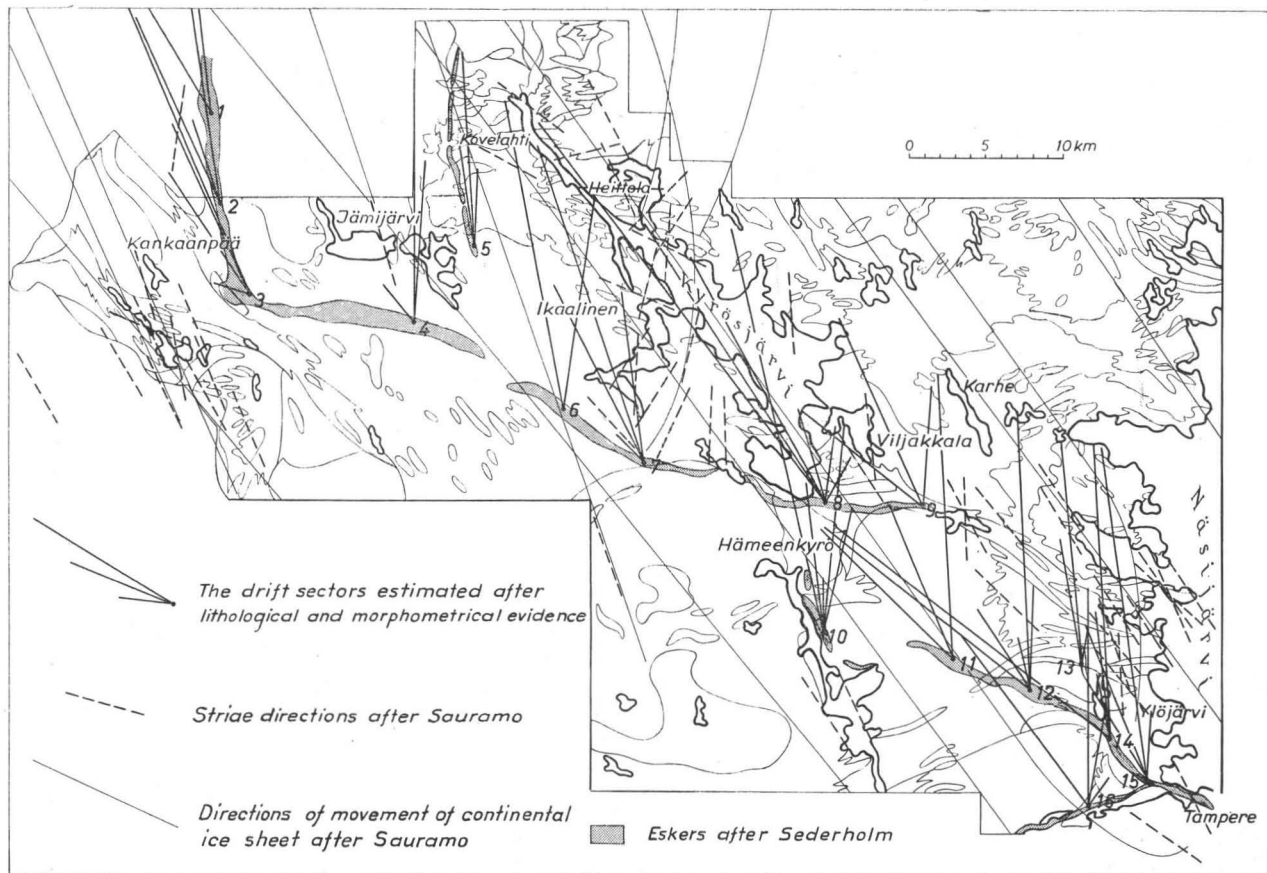 1
0 5 10 km
Kovelahti
2
Heittola
Jämijärvi
Kankaanpää
5
3
4
Ikaalinen
Kyrösjärvi
6
Karhe
Viljakkala
7
8
9
Näsijärvi
Hämeenkyrö
The drift sectors estimated after
lithological and morphometrical evidence
10
11
13
12
Striae directions after Sauramo
Ylöjärvi
14
15
16
Tampere
Directions of movement of continental
ice sheet after Sauramo
Eskers after Sederholm